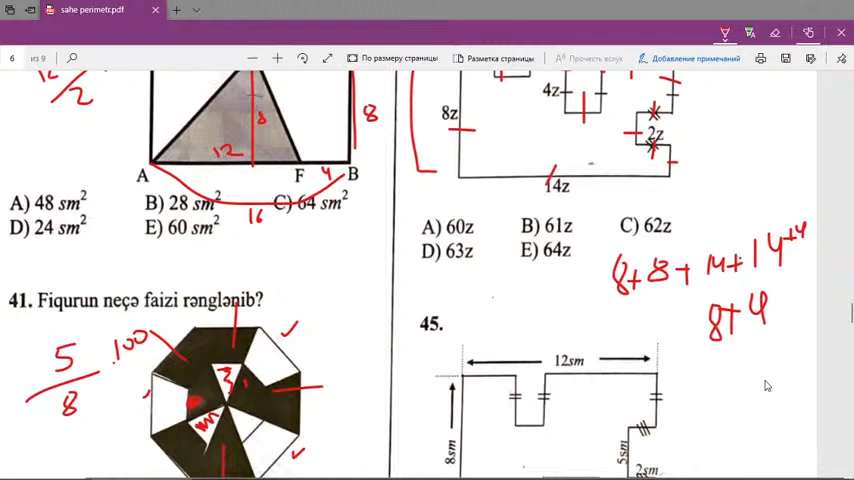 sahe perimetr.pdf
6 из 9
По размеру страницы
Размер страницы
Прочесть вслух
Добавление примечаний
12
2
8
8
12
A F 4 B
16
A) 48 sm² B) 28 sm² C) 64 sm²
D) 24 sm² E) 60 sm²
41. Fiqurun neçə faizi rənglənib?
5/8 · 100
4z
8z
2z
14z
A) 60z B) 61z C) 62z
D) 63z E) 64z
8+8+14+14+4
8+4
45.
12sm
8sm
5sm
2sm